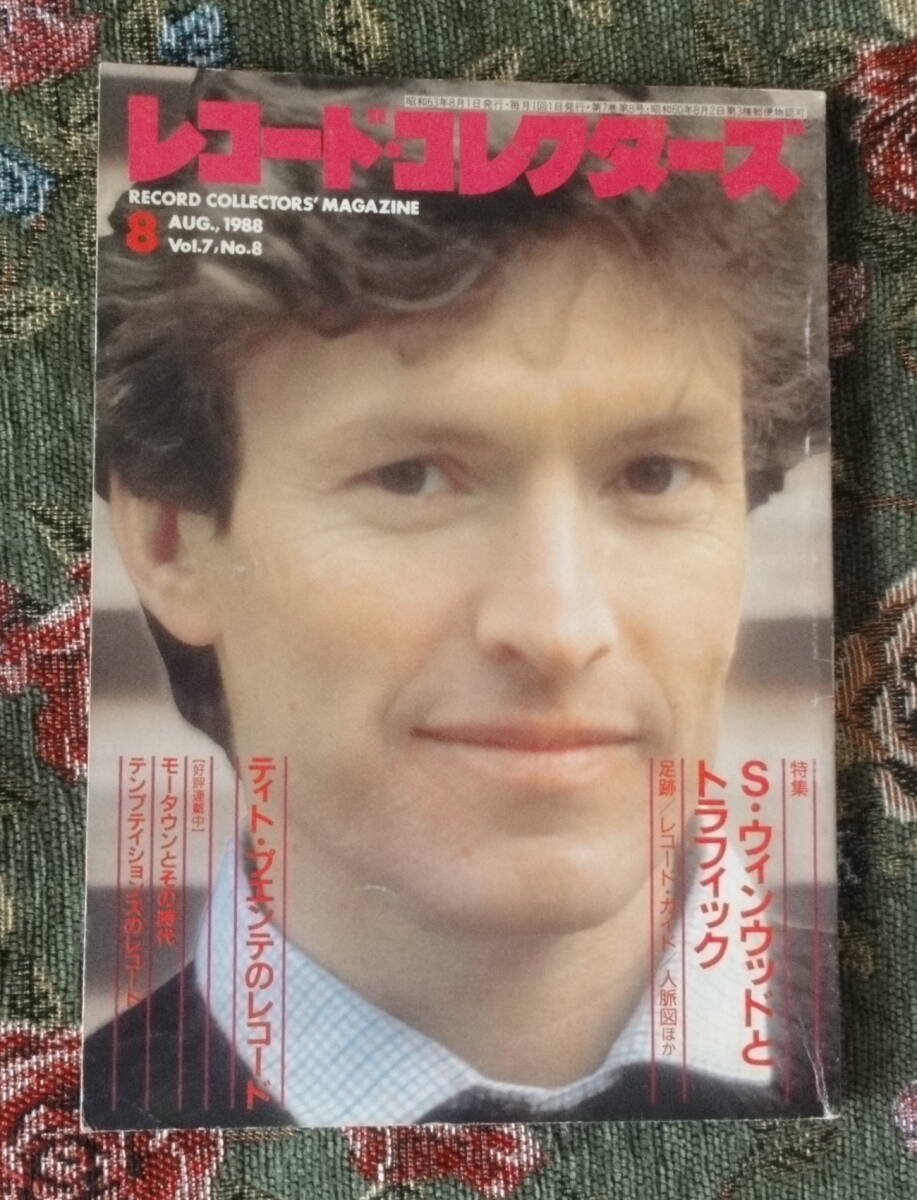 昭和63年8月1日発行・毎月1回1日発行・第7巻第8号・昭和60年8月2日第3種郵便物認可
レコード・コレクターズ
RECORD COLLECTORS' MAGAZINE
8
AUG., 1988
Vol.7, No.8
特集
S・ウィンウッドと
トラフィック
足跡／レコード・ガイド／人脈図ほか
ティト・プエンテのレコード
[好評連載中]
モータウンとその時代
テンプテイションズのレコード